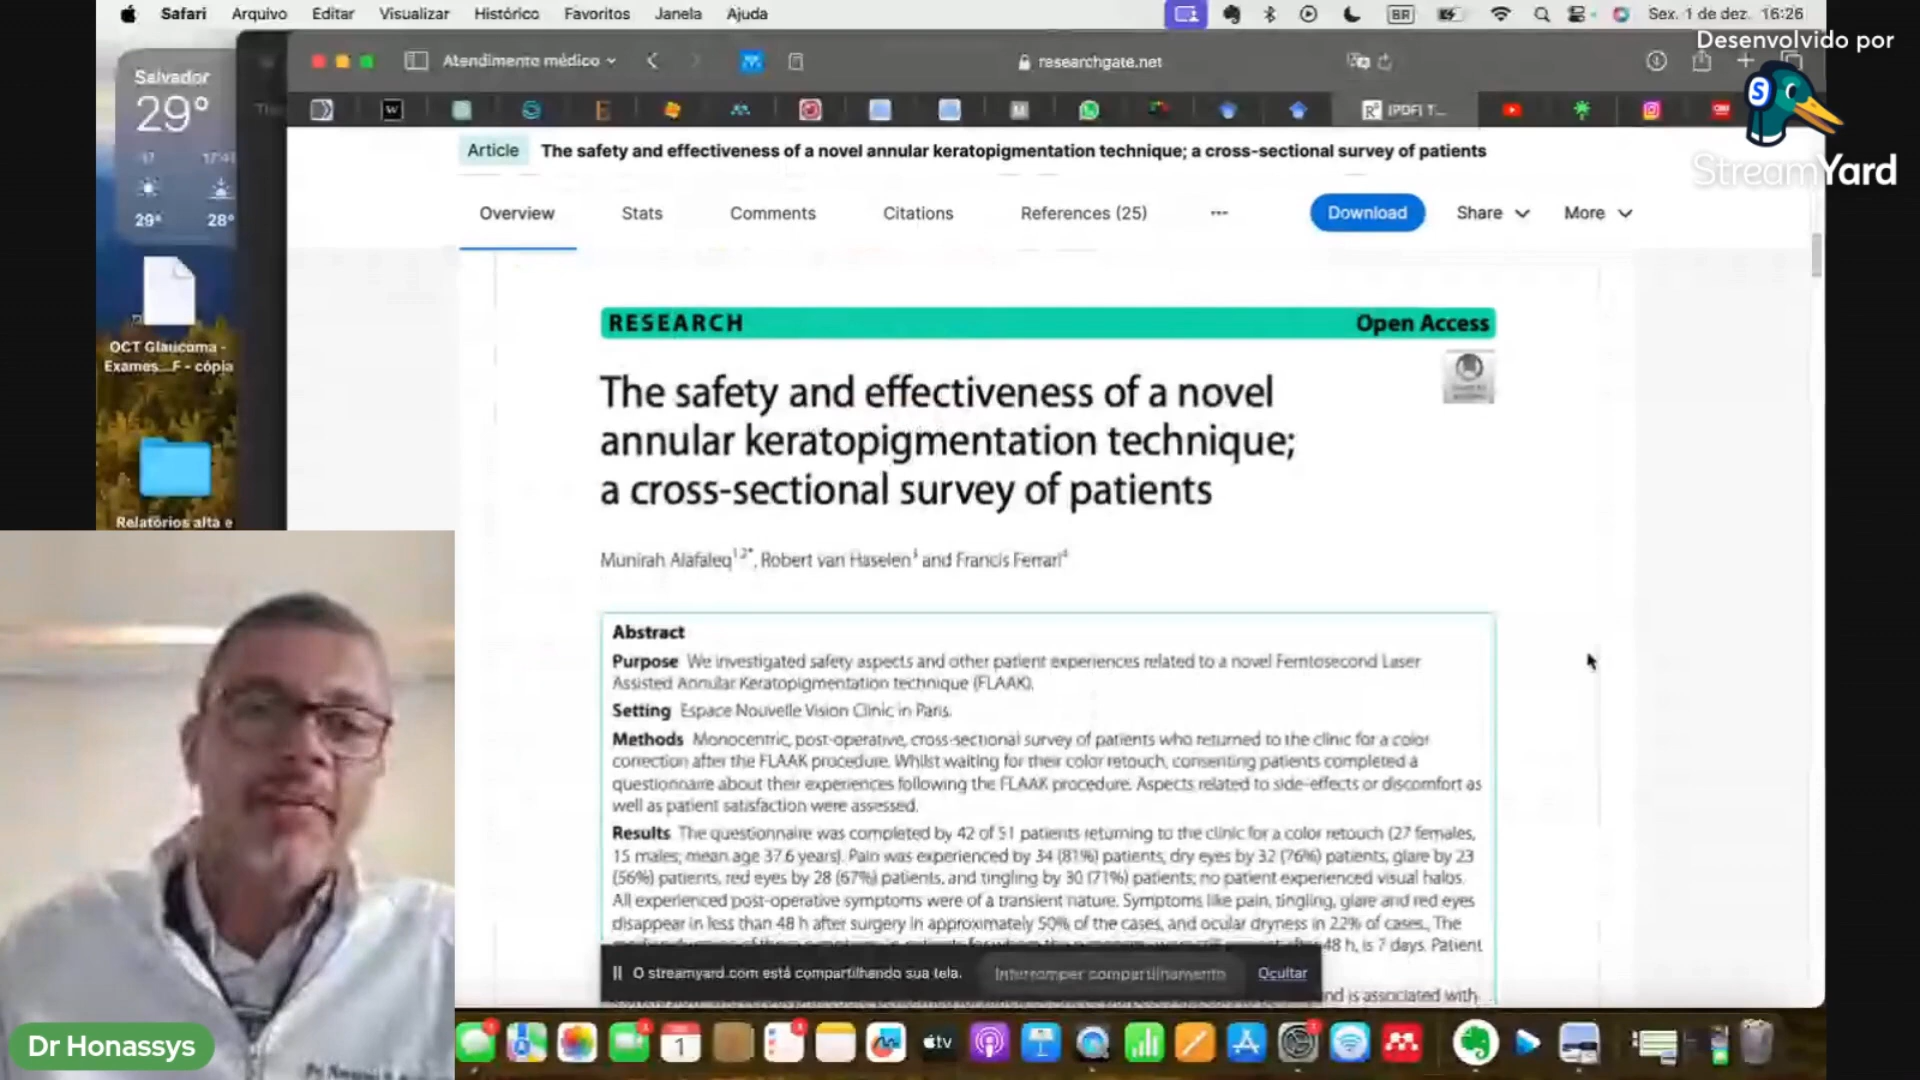 Safari Arquivo Editar Visualizar Histórico Favoritos Janela Ajuda
BR
Sex. 1 de dez. 16:26
Desenvolvido por
StreamYard
Salvador
29°
17 17:41
29° 28°
OCT Glaucoma -
Exames...F - cópia
Relatórios alta e
Atendimento médico
researchgate.net
[PDF] T...
Article The safety and effectiveness of a novel annular keratopigmentation technique; a cross-sectional survey of patients
Overview Stats Comments Citations References (25) ... Download Share More
RESEARCH Open Access
The safety and effectiveness of a novel
annular keratopigmentation technique;
a cross-sectional survey of patients
Munirah Alafaleq1,2*, Robert van Haselen3 and Francis Ferrari4
Abstract
Purpose We investigated safety aspects and other patient experiences related to a novel Femtosecond Laser
Assisted Annular Keratopigmentation technique (FLAAK).
Setting Espace Nouvelle Vision Clinic in Paris.
Methods Monocentric, post-operative, cross-sectional survey of patients who returned to the clinic for a color
correction after the FLAAK procedure. Whilst waiting for their color retouch, consenting patients completed a
questionnaire about their experiences following the FLAAK procedure. Aspects related to side-effects or discomfort as
well as patient satisfaction were assessed.
Results The questionnaire was completed by 42 of 51 patients returning to the clinic for a color retouch (27 females,
15 males; mean age 37.6 years). Pain was experienced by 34 (81%) patients, dry eyes by 32 (76%) patients, glare by 23
(56%) patients, red eyes by 28 (67%) patients, and tingling by 30 (71%) patients; no patient experienced visual halos.
All experienced post-operative symptoms were of a transient nature. Symptoms like pain, tingling, glare and red eyes
disappear in less than 48 h after surgery in approximately 50% of the cases, and ocular dryness in 22% of cases. The
48 h, is 7 days. Patient
O streamyard.com está compartilhando sua tela. Interromper compartilhamento Ocultar
nd is associated with
Dr Honassys
1
tv